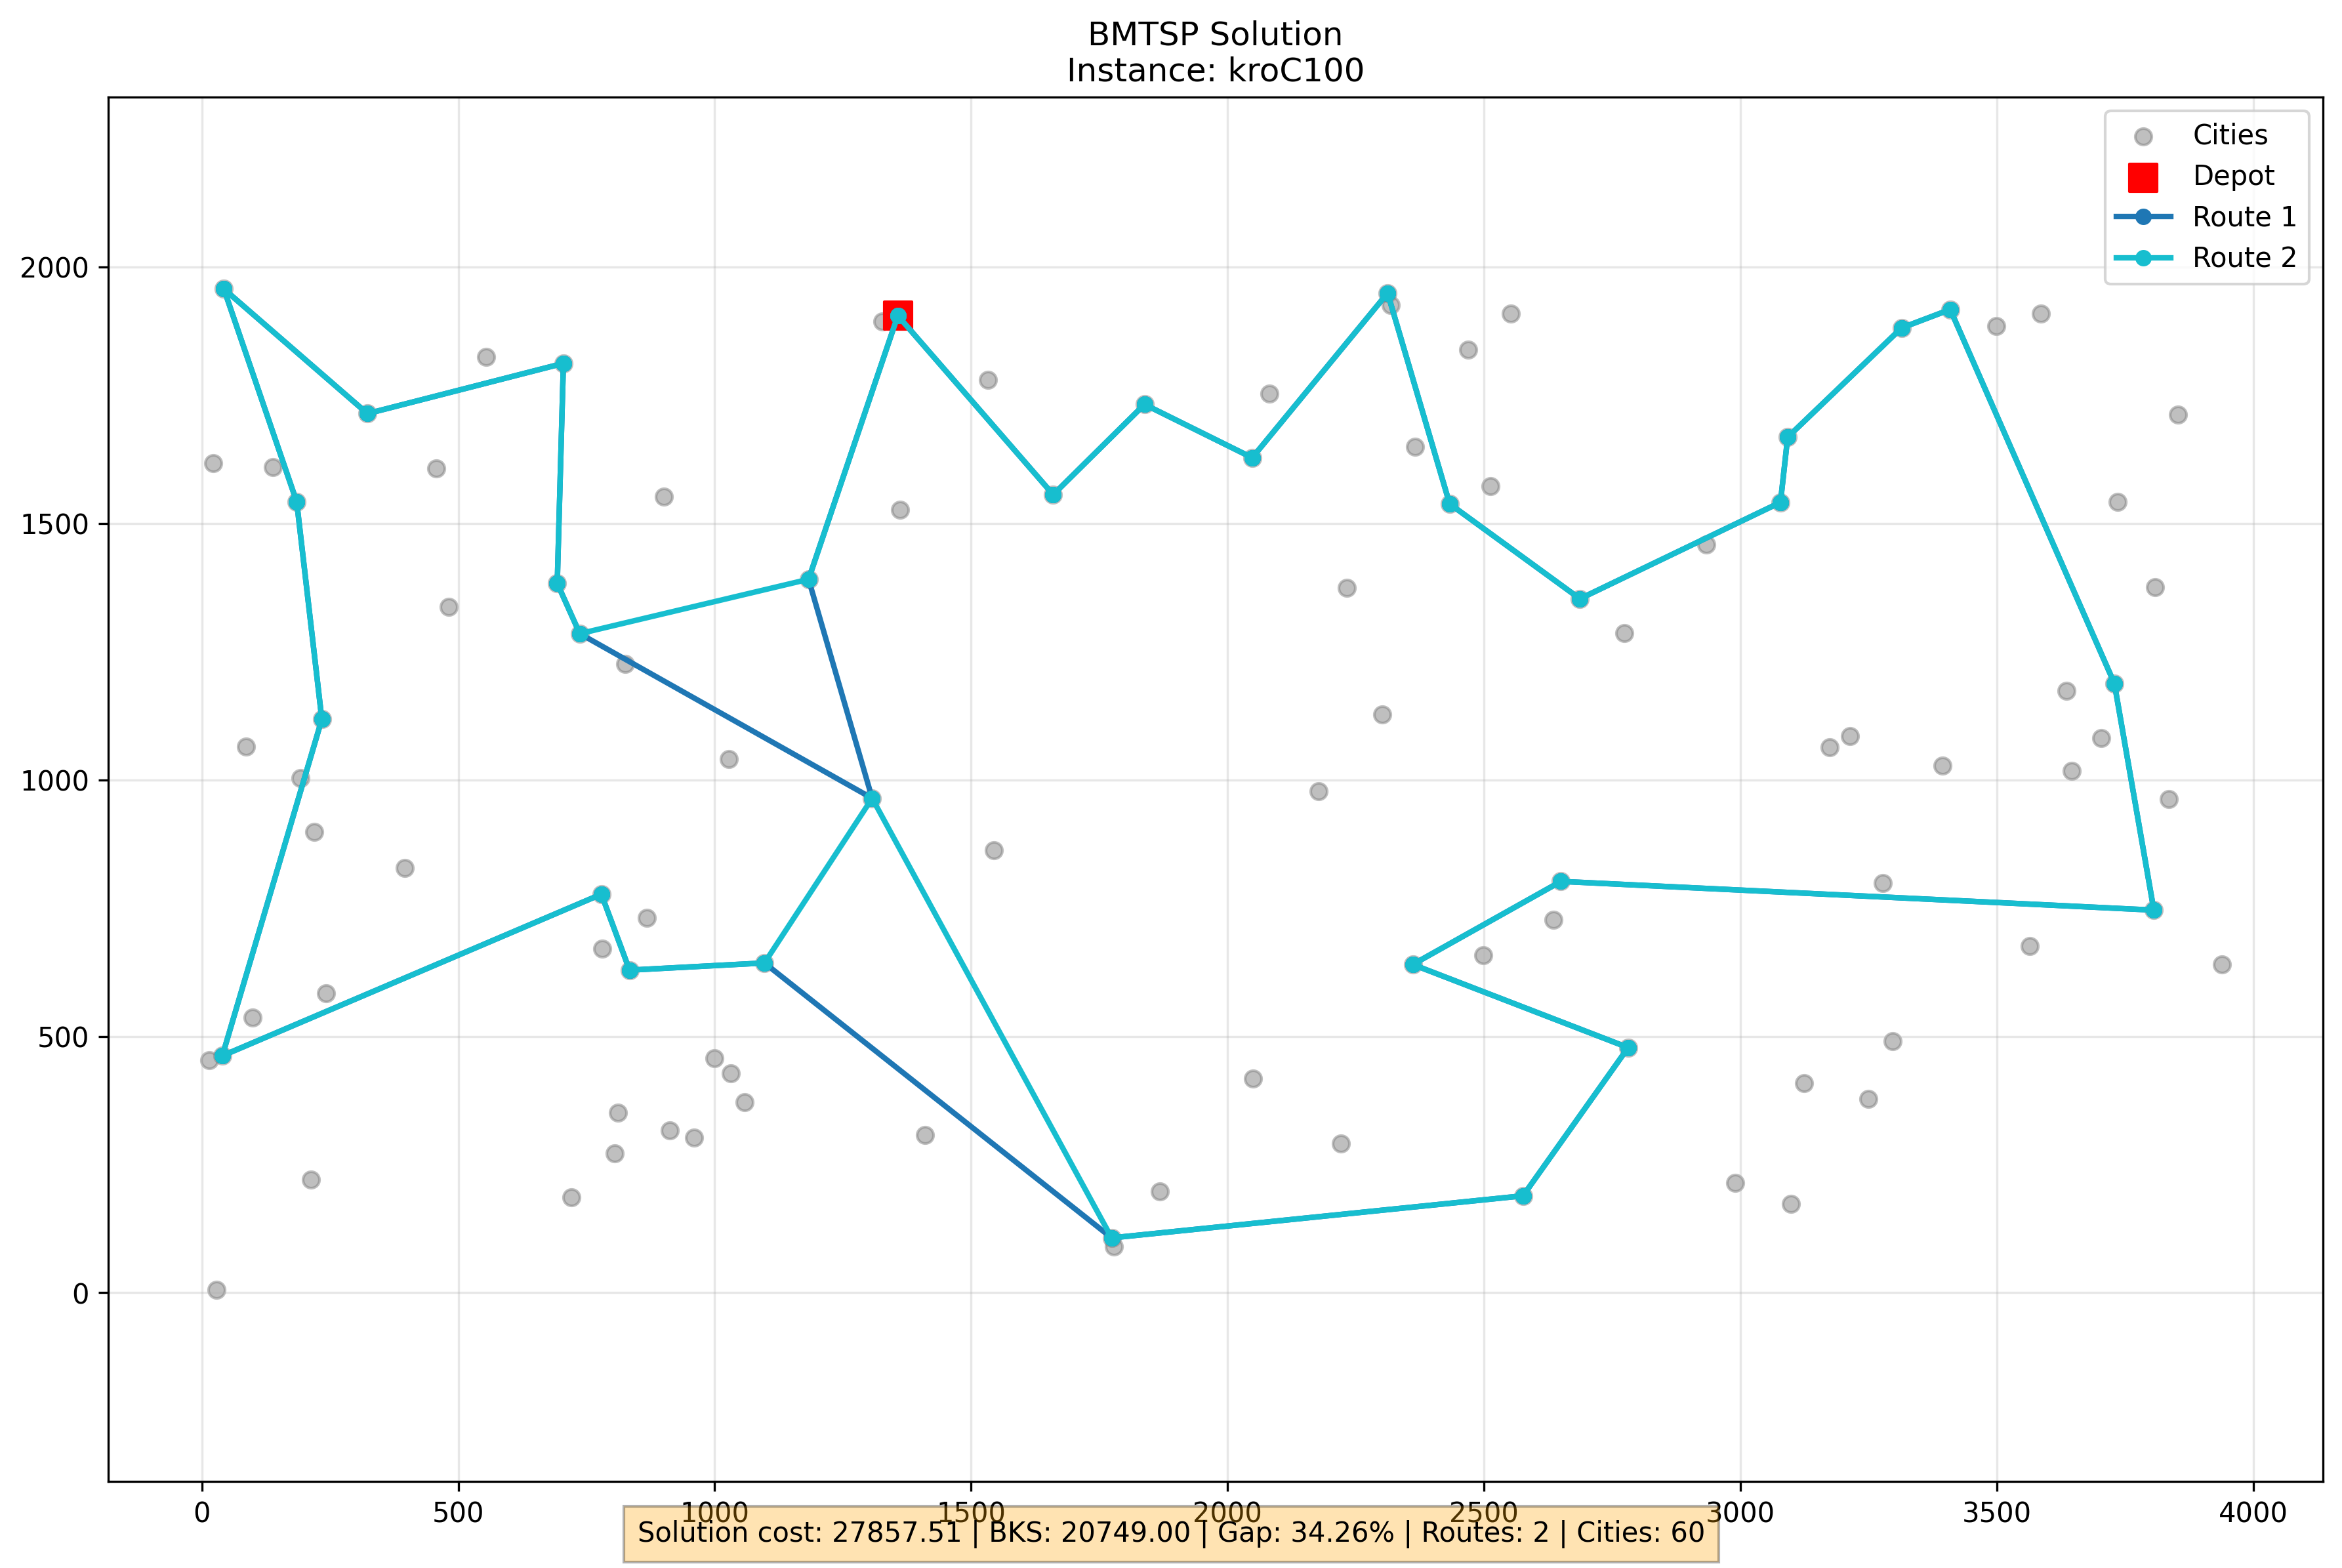 BMTSP Solution
Instance: kroC100
Cities
Depot
Route 1
Route 2
2000
1500
1000
500
0
0
500
1000
1500
2000
2500
3000
3500
4000
Solution cost: 27857.51 | BKS: 20749.00 | Gap: 34.26% | Routes: 2 | Cities: 60